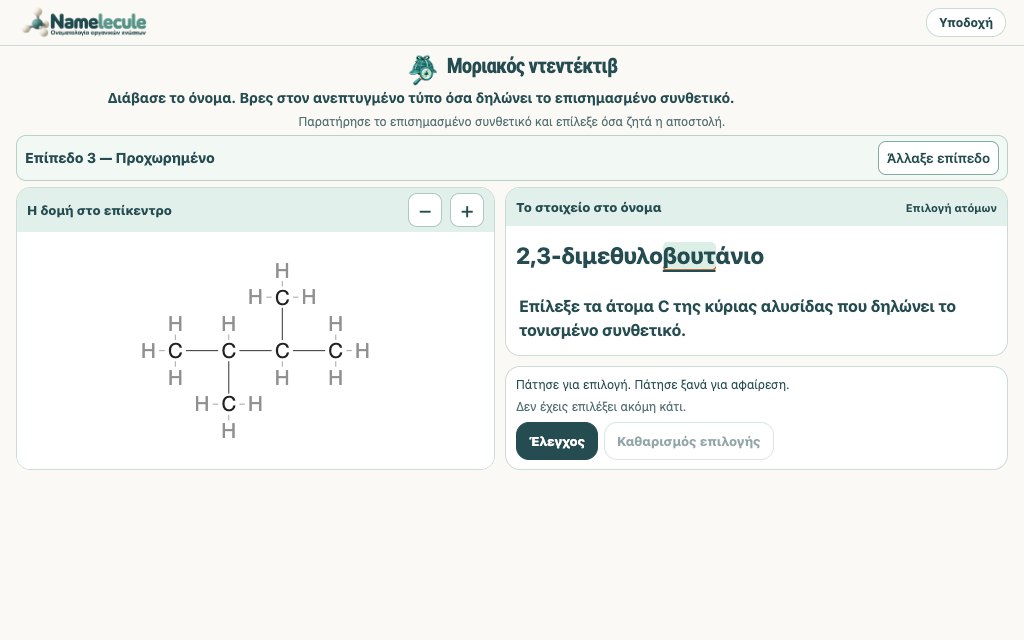 Namelecule
Ονοματολογία οργανικών ενώσεων
Υποδοχή
Μοριακός ντεντέκτιβ
Διάβασε το όνομα. Βρες στον ανεπτυγμένο τύπο όσα δηλώνει το επισημασμένο συνθετικό.
Παρατήρησε το επισημασμένο συνθετικό και επίλεξε όσα ζητά η αποστολή.
Επίπεδο 3 — Προχωρημένο
Άλλαξε επίπεδο
Η δομή στο επίκεντρο
− +
H
H C H
H H H
H C C C C H
H H H
H C H
H
Το στοιχείο στο όνομα
Επιλογή ατόμων
2,3-διμεθυλοβουτάνιο
Επίλεξε τα άτομα C της κύριας αλυσίδας που δηλώνει το
τονισμένο συνθετικό.
Πάτησε για επιλογή. Πάτησε ξανά για αφαίρεση.
Δεν έχεις επιλέξει ακόμη κάτι.
Έλεγχος
Καθαρισμός επιλογής